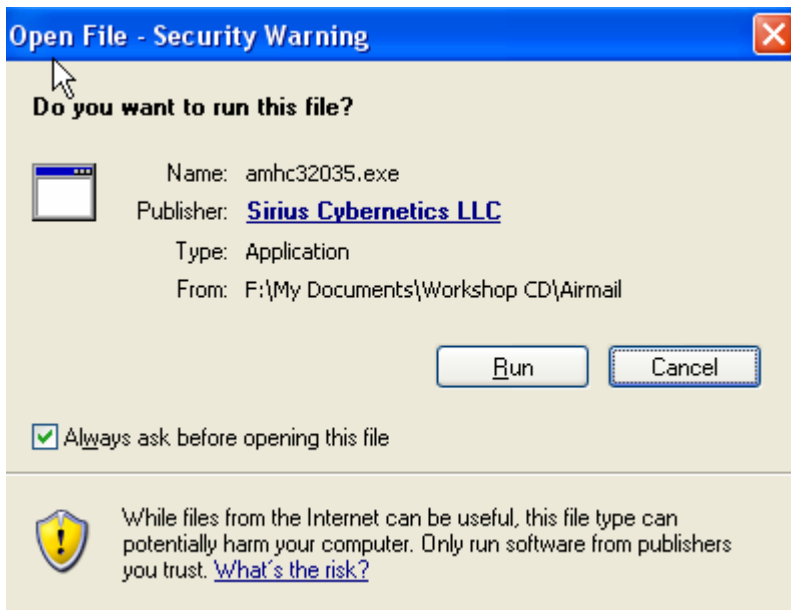 Open File - Security Warning
Do you want to run this file?
Name: amhc32035.exe
Publisher: Sirius Cybernetics LLC
Type: Application
From: F:\My Documents\Workshop CD\Airmail
Run Cancel
Always ask before opening this file
While files from the Internet can be useful, this file type can
potentially harm your computer. Only run software from publishers
you trust. What's the risk?